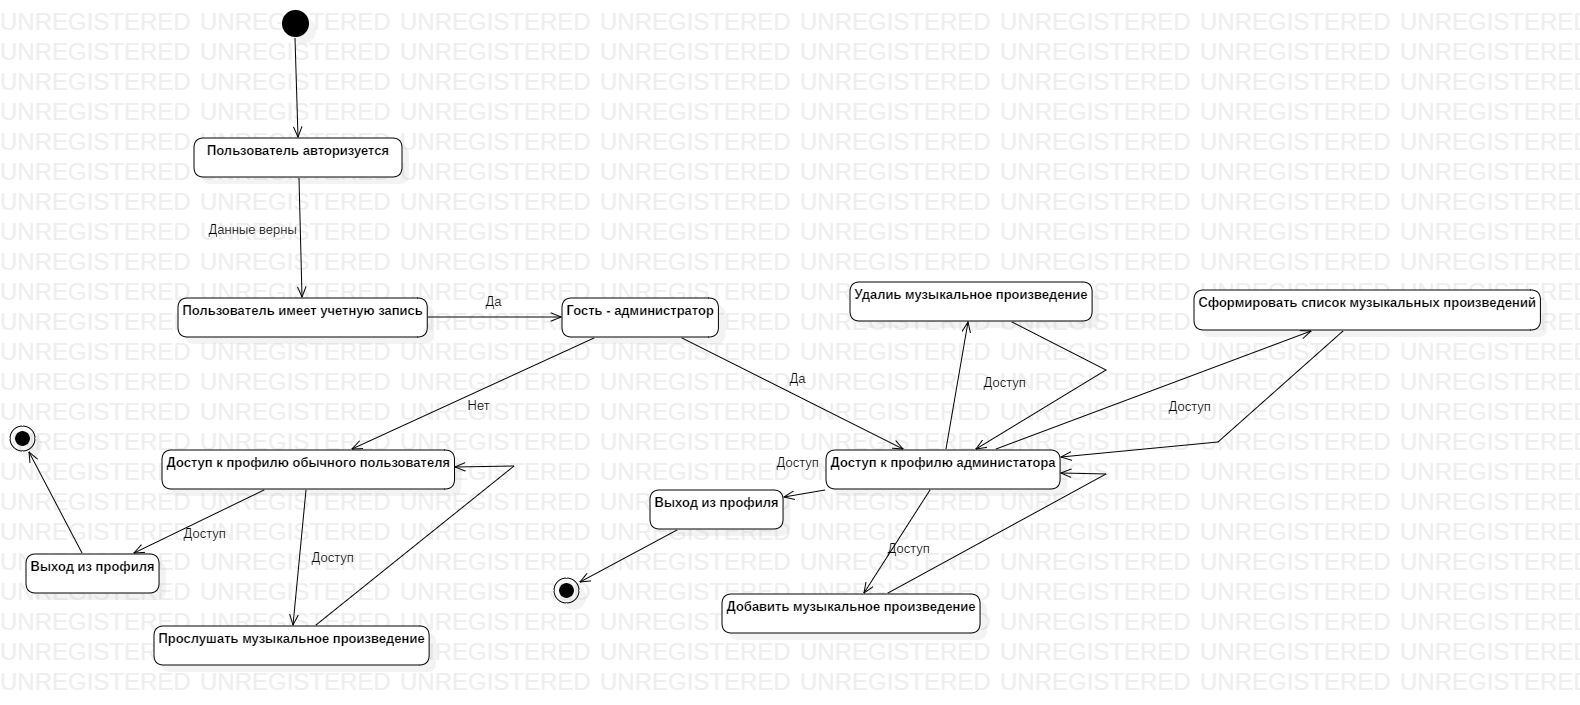 Пользователь авторизуется
Данные верны
Пользователь имеет учетную запись
Да
Гость - администратор
Удалиь музыкальное произведение
Сформировать список музыкальных произведений
Да
Доступ
Нет
Доступ
Доступ к профилю обычного пользователя
Доступ
Доступ к профилю администатора
Выход из профиля
Доступ
Доступ
Доступ
Выход из профиля
Добавить музыкальное произведение
Прослушать музыкальное произведение
UNREGISTERED